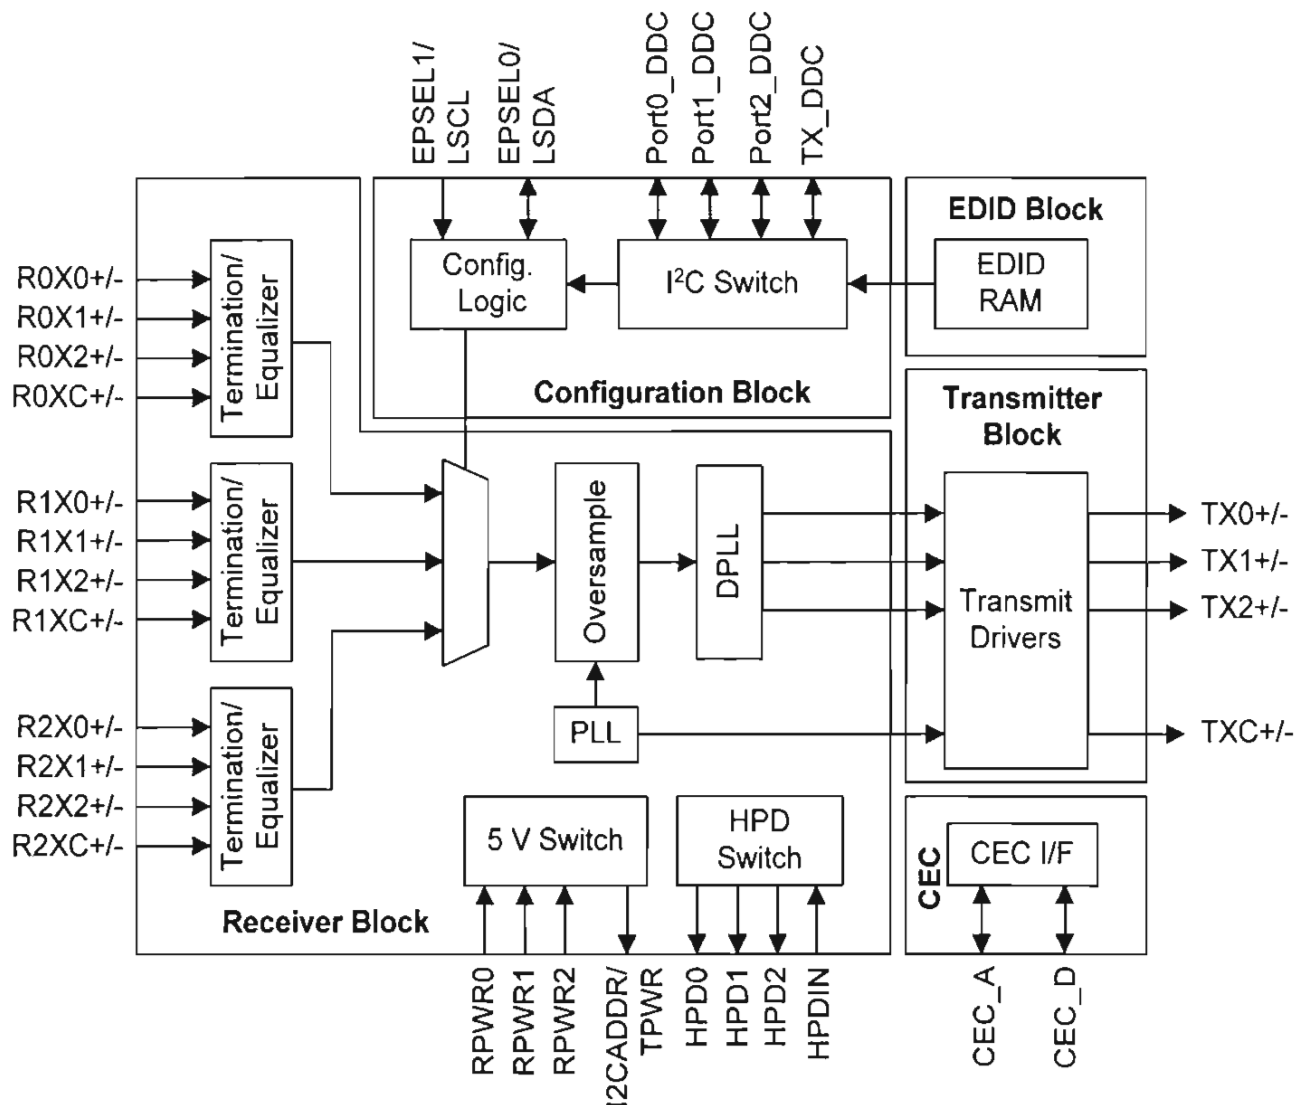 EPSEL1/
LSCL
EPSEL0/
LSDA
Port0_DDC
Port1_DDC
Port2_DDC
TX_DDC
EDID Block
EDID
RAM
Config.
Logic
I²C Switch
Configuration Block
R0X0+/-
R0X1+/-
R0X2+/-
R0XC+/-
Termination/
Equalizer
Transmitter
Block
R1X0+/-
R1X1+/-
R1X2+/-
R1XC+/-
Termination/
Equalizer
Oversample
DPLL
Transmit
Drivers
TX0+/-
TX1+/-
TX2+/-
TXC+/-
PLL
R2X0+/-
R2X1+/-
R2X2+/-
R2XC+/-
Termination/
Equalizer
5 V Switch
HPD
Switch
CEC I/F
CEC
Receiver Block
RPWR0
RPWR1
RPWR2
I2CADDR/
TPWR
HPD0
HPD1
HPD2
HPDIN
CEC_A
CEC_D